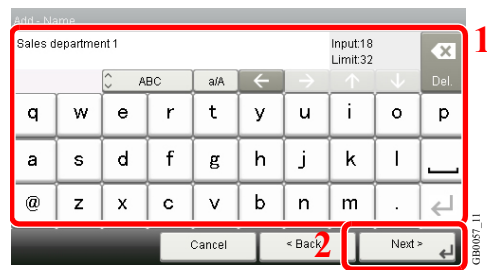 Add - Name
Sales department 1
Input:18
Limit:32
1
ABC a/A ← → ↑ ↓ Del.
q w e r t y u i o p
a s d f g h j k l
@ z x c v b n m .
Cancel < Back 2 Next >
GB0057_11